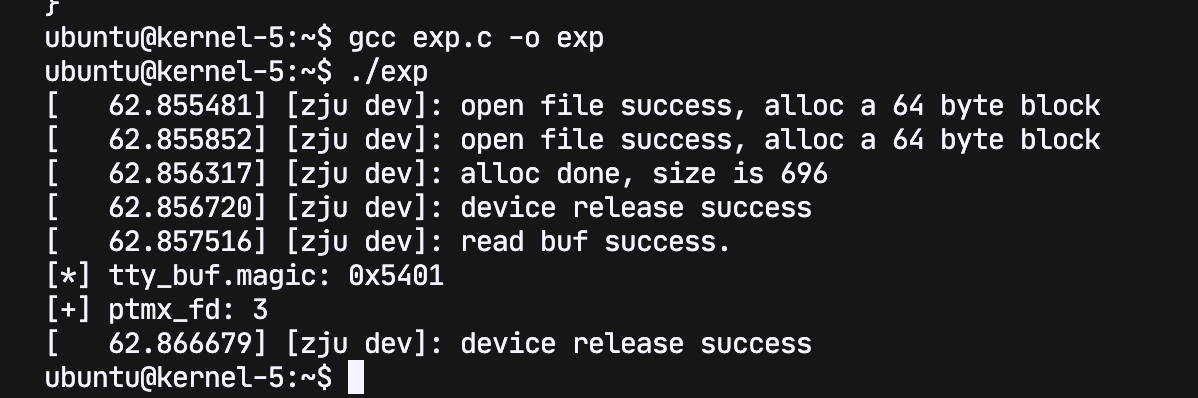 }
ubuntu@kernel-5:~$ gcc exp.c -o exp
ubuntu@kernel-5:~$ ./exp
[   62.855481] [zju dev]: open file success, alloc a 64 byte block
[   62.855852] [zju dev]: open file success, alloc a 64 byte block
[   62.856317] [zju dev]: alloc done, size is 696
[   62.856720] [zju dev]: device release success
[   62.857516] [zju dev]: read buf success.
[*] tty_buf.magic: 0x5401
[+] ptmx_fd: 3
[   62.866679] [zju dev]: device release success
ubuntu@kernel-5:~$